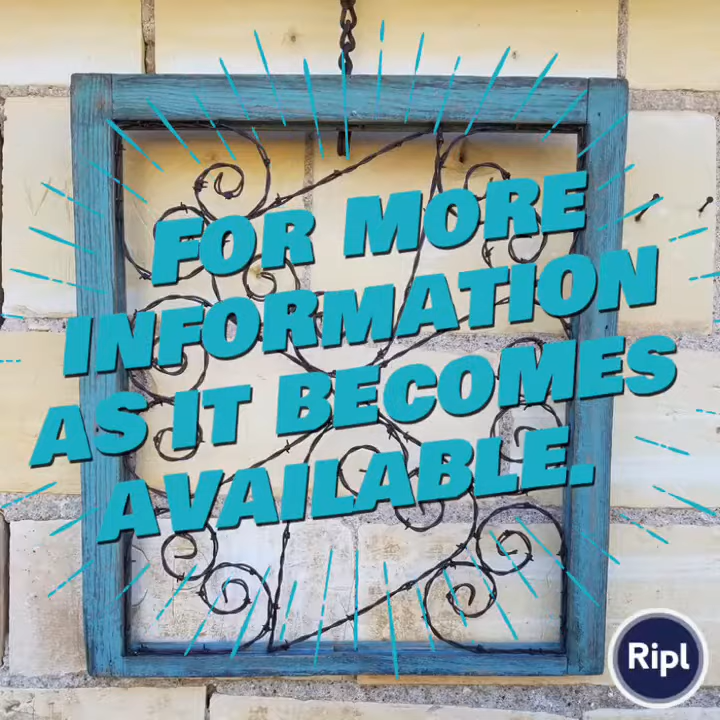 FOR MORE
INFORMATION
AS IT BECOMES
AVAILABLE.
Ripl